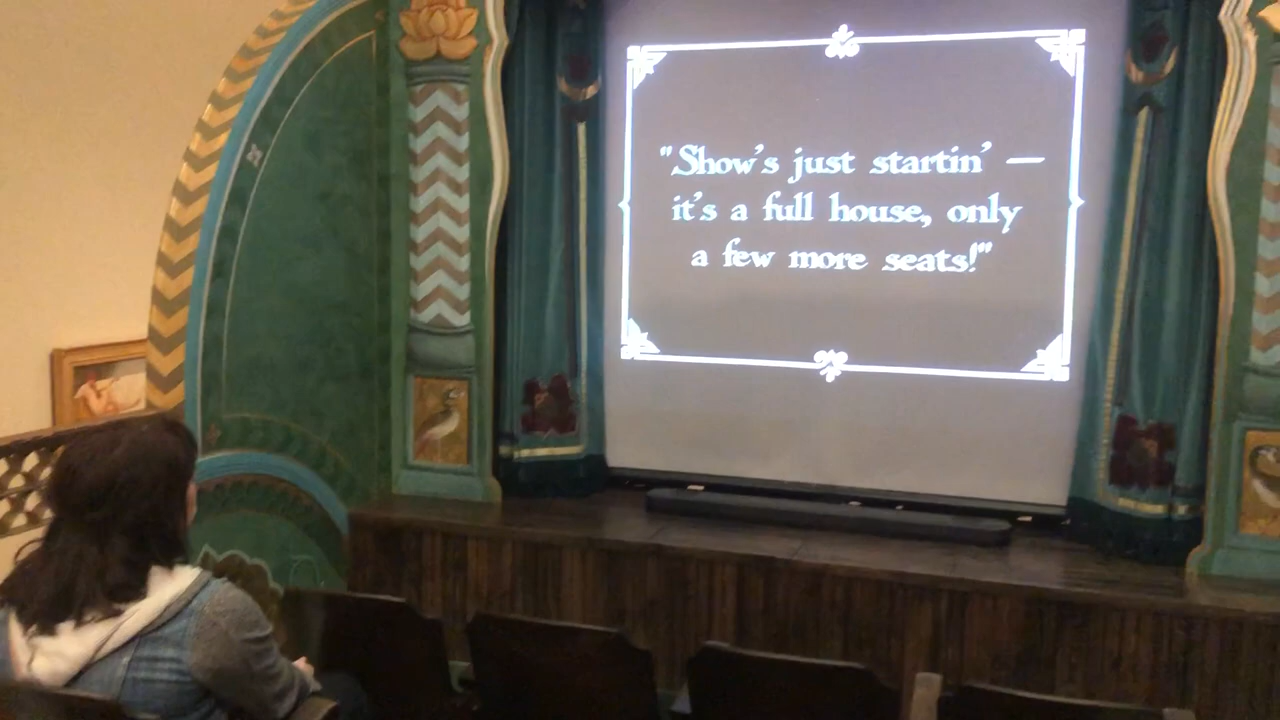 "Show's just startin' —
it's a full house, only
a few more seats!"